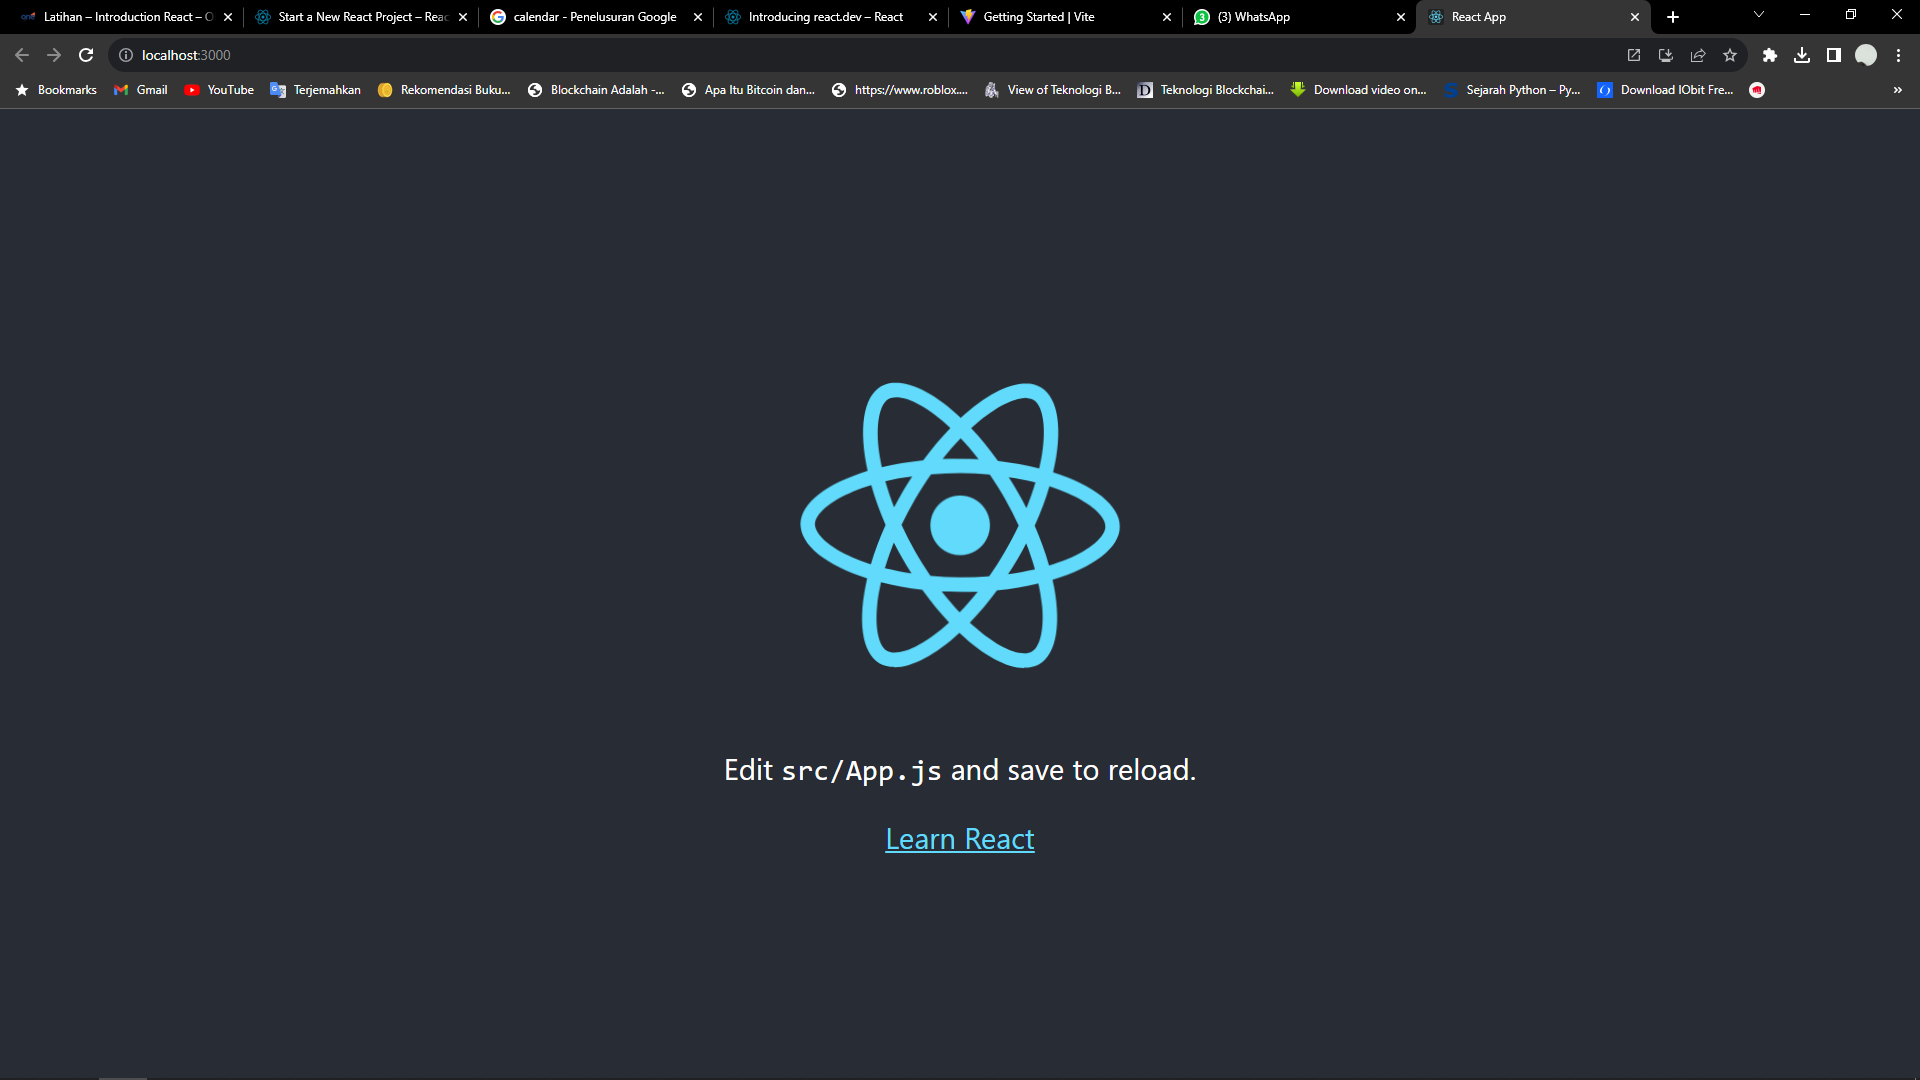 Latihan – Introduction React – O
Start a New React Project – Reac
calendar - Penelusuran Google
Introducing react.dev – React
Getting Started | Vite
(3) WhatsApp
React App
localhost:3000
Bookmarks
Gmail
YouTube
Terjemahkan
Rekomendasi Buku...
Blockchain Adalah -...
Apa Itu Bitcoin dan...
https://www.roblox....
View of Teknologi B...
Teknologi Blockchai...
Download video on...
Sejarah Python – Py...
Download IObit Fre...
Edit src/App.js and save to reload.
Learn React